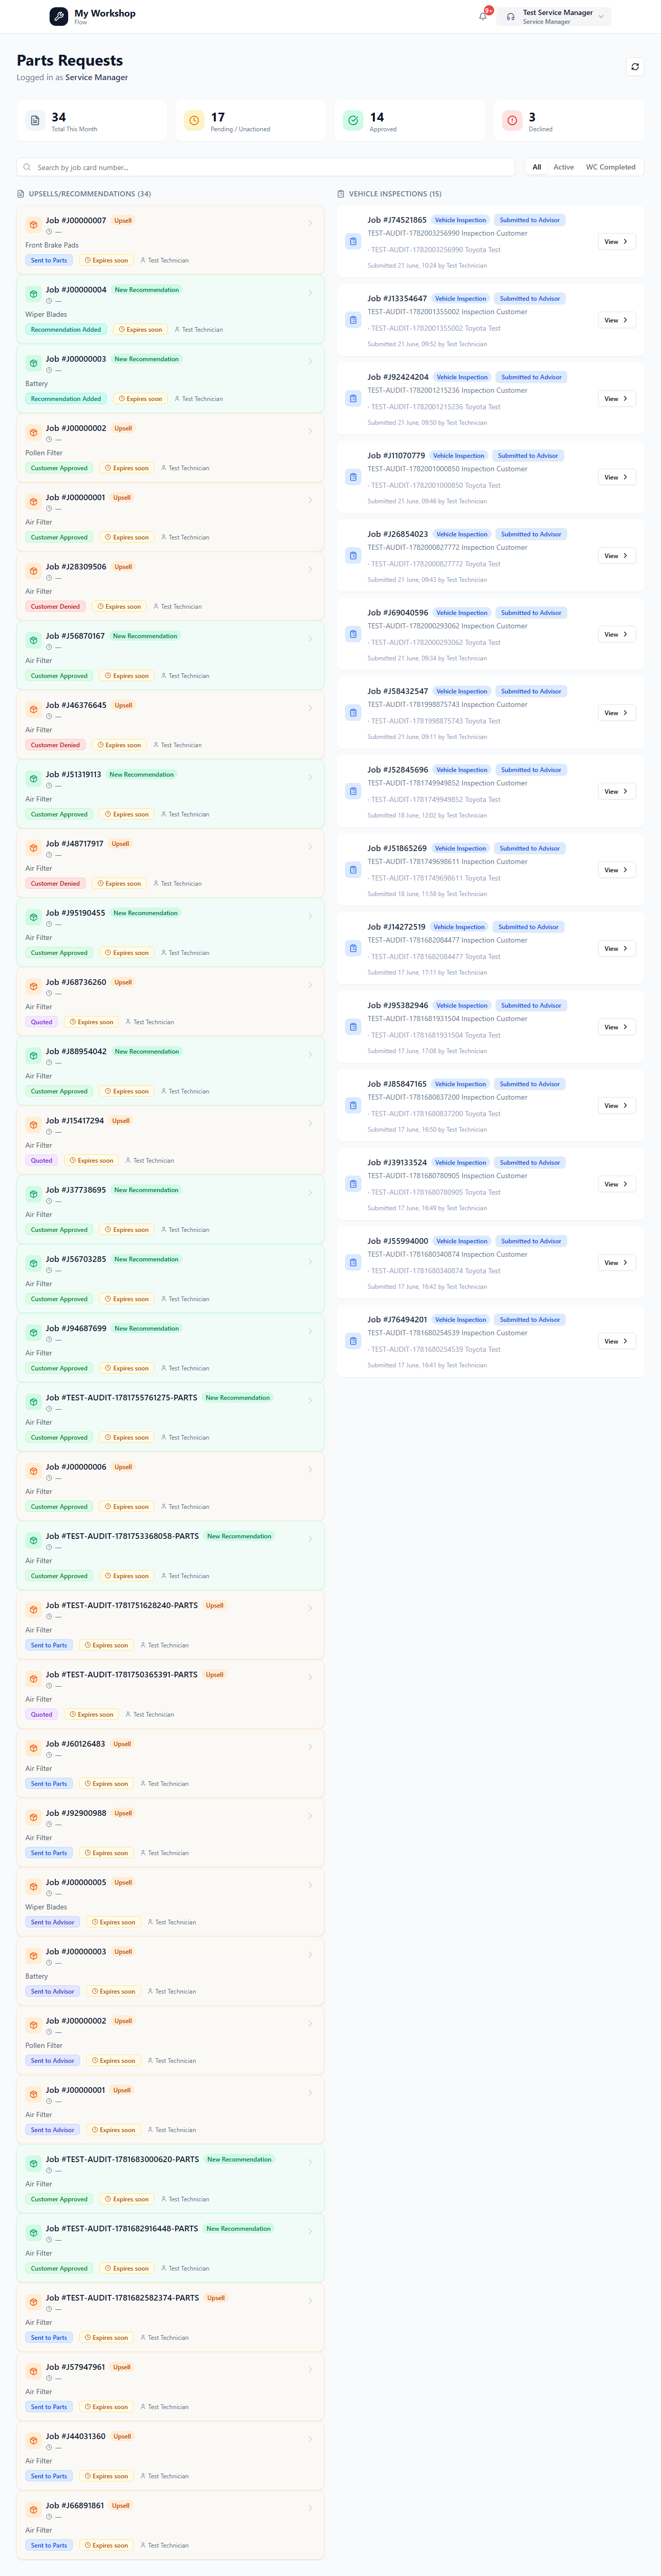 My Workshop
Flow
9+
Test Service Manager
Service Manager
Parts Requests
Logged in as Service Manager
34
Total This Month
17
Pending / Unactioned
14
Approved
3
Declined
Search by job card number...
All Active WC Completed
UPSELLS/RECOMMENDATIONS (34)
Job #J00000007 Upsell
—
Front Brake Pads
Sent to Parts Expires soon Test Technician
Job #J00000004 New Recommendation
—
Wiper Blades
Recommendation Added Expires soon Test Technician
Job #J00000003 New Recommendation
—
Battery
Recommendation Added Expires soon Test Technician
Job #J00000002 Upsell
—
Pollen Filter
Customer Approved Expires soon Test Technician
Job #J00000001 Upsell
—
Air Filter
Customer Approved Expires soon Test Technician
Job #J28309506 Upsell
—
Air Filter
Customer Denied Expires soon Test Technician
Job #J56870167 New Recommendation
—
Air Filter
Customer Approved Expires soon Test Technician
Job #J46376645 Upsell
—
Air Filter
Customer Denied Expires soon Test Technician
Job #J51319113 New Recommendation
—
Air Filter
Customer Approved Expires soon Test Technician
Job #J48717917 Upsell
—
Air Filter
Customer Denied Expires soon Test Technician
Job #J95190455 New Recommendation
—
Air Filter
Customer Approved Expires soon Test Technician
Job #J68736260 Upsell
—
Air Filter
Quoted Expires soon Test Technician
Job #J88954042 New Recommendation
—
Air Filter
Customer Approved Expires soon Test Technician
Job #J15417294 Upsell
—
Air Filter
Quoted Expires soon Test Technician
Job #J37738695 New Recommendation
—
Air Filter
Customer Approved Expires soon Test Technician
Job #J56703285 New Recommendation
—
Air Filter
Customer Approved Expires soon Test Technician
Job #J94687699 New Recommendation
—
Air Filter
Customer Approved Expires soon Test Technician
Job #TEST-AUDIT-1781755761275-PARTS New Recommendation
—
Air Filter
Customer Approved Expires soon Test Technician
Job #J00000006 Upsell
—
Air Filter
Customer Approved Expires soon Test Technician
Job #TEST-AUDIT-1781753368058-PARTS New Recommendation
—
Air Filter
Customer Approved Expires soon Test Technician
Job #TEST-AUDIT-1781751628240-PARTS Upsell
—
Air Filter
Sent to Parts Expires soon Test Technician
Job #TEST-AUDIT-1781750365391-PARTS Upsell
—
Air Filter
Quoted Expires soon Test Technician
Job #J60126483 Upsell
—
Air Filter
Sent to Parts Expires soon Test Technician
Job #J92900988 Upsell
—
Air Filter
Sent to Parts Expires soon Test Technician
Job #J00000005 Upsell
—
Wiper Blades
Sent to Advisor Expires soon Test Technician
Job #J00000003 Upsell
—
Battery
Sent to Advisor Expires soon Test Technician
Job #J00000002 Upsell
—
Pollen Filter
Sent to Advisor Expires soon Test Technician
Job #J00000001 Upsell
—
Air Filter
Sent to Advisor Expires soon Test Technician
Job #TEST-AUDIT-1781683000620-PARTS New Recommendation
—
Air Filter
Customer Approved Expires soon Test Technician
Job #TEST-AUDIT-1781682916448-PARTS New Recommendation
—
Air Filter
Customer Approved Expires soon Test Technician
Job #TEST-AUDIT-1781682582374-PARTS Upsell
—
Air Filter
Sent to Parts Expires soon Test Technician
Job #J57947961 Upsell
—
Air Filter
Sent to Parts Expires soon Test Technician
Job #J44031360 Upsell
—
Air Filter
Sent to Parts Expires soon Test Technician
Job #J66891861 Upsell
—
Air Filter
Sent to Parts Expires soon Test Technician
VEHICLE INSPECTIONS (15)
Job #J74521865 Vehicle Inspection Submitted to Advisor
TEST-AUDIT-1782003256990 Inspection Customer
· TEST-AUDIT-1782003256990 Toyota Test
Submitted 21 June, 10:24 by Test Technician
View
Job #J13354647 Vehicle Inspection Submitted to Advisor
TEST-AUDIT-1782001355002 Inspection Customer
· TEST-AUDIT-1782001355002 Toyota Test
Submitted 21 June, 09:52 by Test Technician
View
Job #J92424204 Vehicle Inspection Submitted to Advisor
TEST-AUDIT-1782001215236 Inspection Customer
· TEST-AUDIT-1782001215236 Toyota Test
Submitted 21 June, 09:50 by Test Technician
View
Job #J11070779 Vehicle Inspection Submitted to Advisor
TEST-AUDIT-1782001000850 Inspection Customer
· TEST-AUDIT-1782001000850 Toyota Test
Submitted 21 June, 09:46 by Test Technician
View
Job #J26854023 Vehicle Inspection Submitted to Advisor
TEST-AUDIT-1782000827772 Inspection Customer
· TEST-AUDIT-1782000827772 Toyota Test
Submitted 21 June, 09:43 by Test Technician
View
Job #J69040596 Vehicle Inspection Submitted to Advisor
TEST-AUDIT-1782000293062 Inspection Customer
· TEST-AUDIT-1782000293062 Toyota Test
Submitted 21 June, 09:34 by Test Technician
View
Job #J58432547 Vehicle Inspection Submitted to Advisor
TEST-AUDIT-1781998875743 Inspection Customer
· TEST-AUDIT-1781998875743 Toyota Test
Submitted 21 June, 09:11 by Test Technician
View
Job #J52845696 Vehicle Inspection Submitted to Advisor
TEST-AUDIT-1781749949852 Inspection Customer
· TEST-AUDIT-1781749949852 Toyota Test
Submitted 18 June, 12:02 by Test Technician
View
Job #J51865269 Vehicle Inspection Submitted to Advisor
TEST-AUDIT-1781749698611 Inspection Customer
· TEST-AUDIT-1781749698611 Toyota Test
Submitted 18 June, 11:58 by Test Technician
View
Job #J14272519 Vehicle Inspection Submitted to Advisor
TEST-AUDIT-1781682084477 Inspection Customer
· TEST-AUDIT-1781682084477 Toyota Test
Submitted 17 June, 17:11 by Test Technician
View
Job #J95382946 Vehicle Inspection Submitted to Advisor
TEST-AUDIT-1781681931504 Inspection Customer
· TEST-AUDIT-1781681931504 Toyota Test
Submitted 17 June, 17:08 by Test Technician
View
Job #J85847165 Vehicle Inspection Submitted to Advisor
TEST-AUDIT-1781680837200 Inspection Customer
· TEST-AUDIT-1781680837200 Toyota Test
Submitted 17 June, 16:50 by Test Technician
View
Job #J39133524 Vehicle Inspection Submitted to Advisor
TEST-AUDIT-1781680780905 Inspection Customer
· TEST-AUDIT-1781680780905 Toyota Test
Submitted 17 June, 16:49 by Test Technician
View
Job #J55994000 Vehicle Inspection Submitted to Advisor
TEST-AUDIT-1781680340874 Inspection Customer
· TEST-AUDIT-1781680340874 Toyota Test
Submitted 17 June, 16:42 by Test Technician
View
Job #J76494201 Vehicle Inspection Submitted to Advisor
TEST-AUDIT-1781680254539 Inspection Customer
· TEST-AUDIT-1781680254539 Toyota Test
Submitted 17 June, 16:41 by Test Technician
View